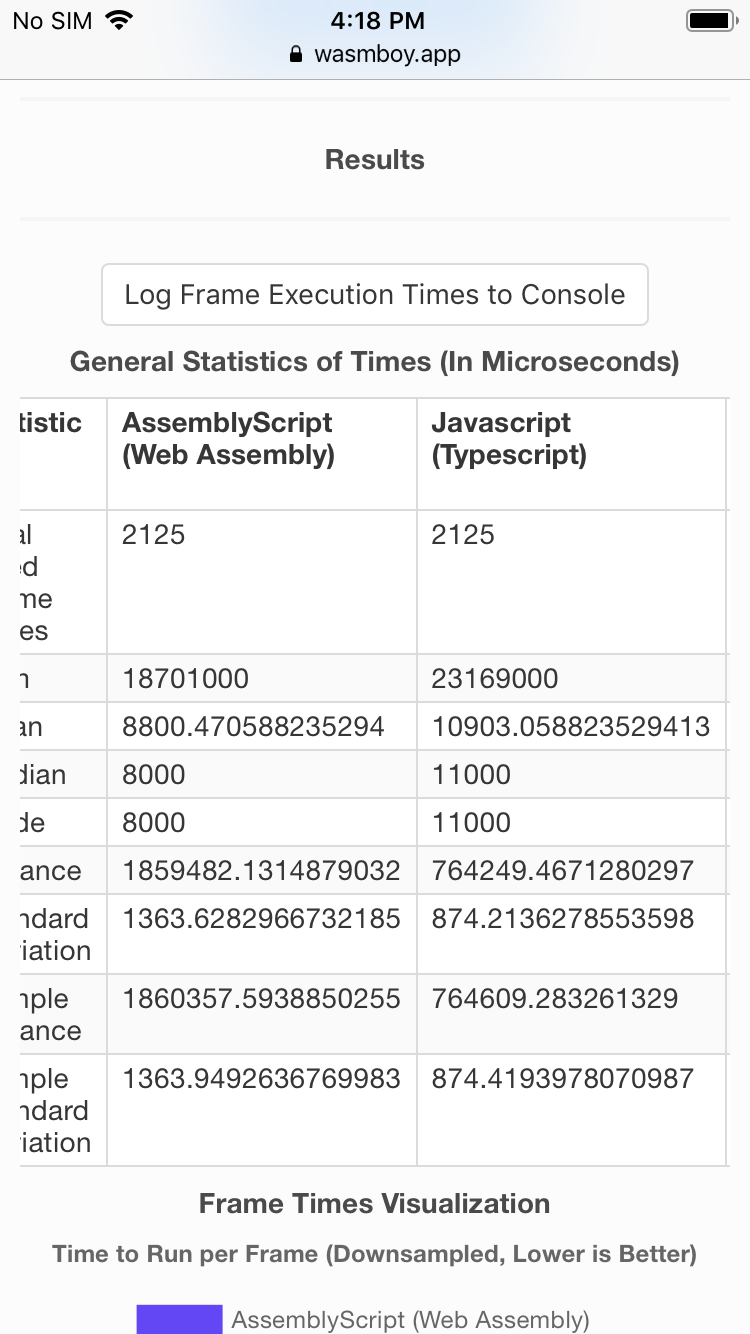 No SIM 4:18 PM
wasmboy.app
Results
Log Frame Execution Times to Console
General Statistics of Times (In Microseconds)
tistic AssemblyScript Javascript
(Web Assembly) (Typescript)
al 2125 2125
ed
me
es
n 18701000 23169000
an 8800.470588235294 10903.058823529413
dian 8000 11000
de 8000 11000
ance 1859482.1314879032 764249.4671280297
ndard 1363.6282966732185 874.2136278553598
iation
nple 1860357.5938850255 764609.283261329
ance
nple 1363.9492636769983 874.4193978070987
ndard
iation
Frame Times Visualization
Time to Run per Frame (Downsampled, Lower is Better)
AssemblyScript (Web Assembly)